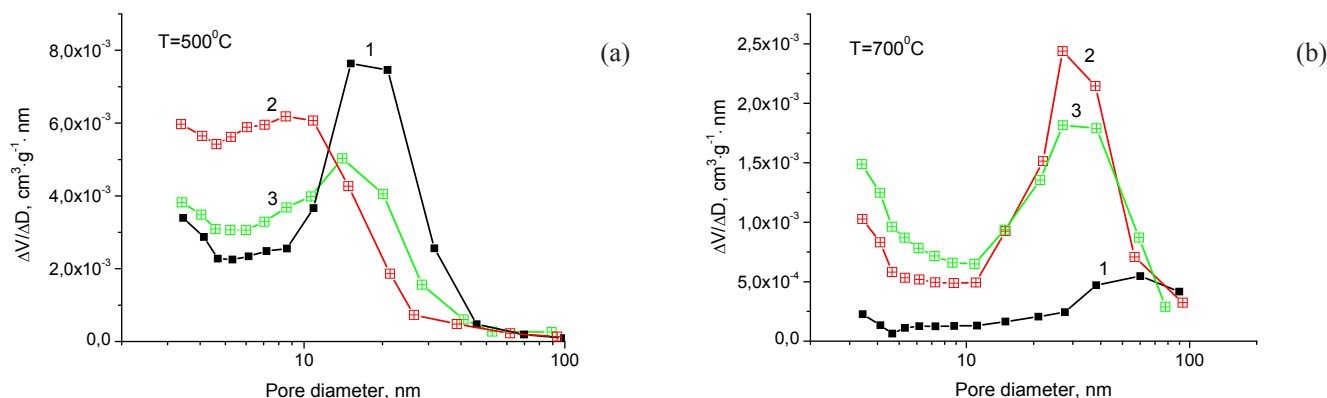 T=500⁰C
(a)
8,0x10⁻³
6,0x10⁻³
4,0x10⁻³
2,0x10⁻³
0,0
ΔV/ΔD, cm³·g⁻¹· nm
1
2
3
10
100
Pore diameter, nm
T=700⁰C
(b)
2,5x10⁻³
2,0x10⁻³
1,5x10⁻³
1,0x10⁻³
5,0x10⁻⁴
0,0
ΔV/ΔD, cm³·g⁻¹· nm
2
3
1
10
100
Pore diameter, nm